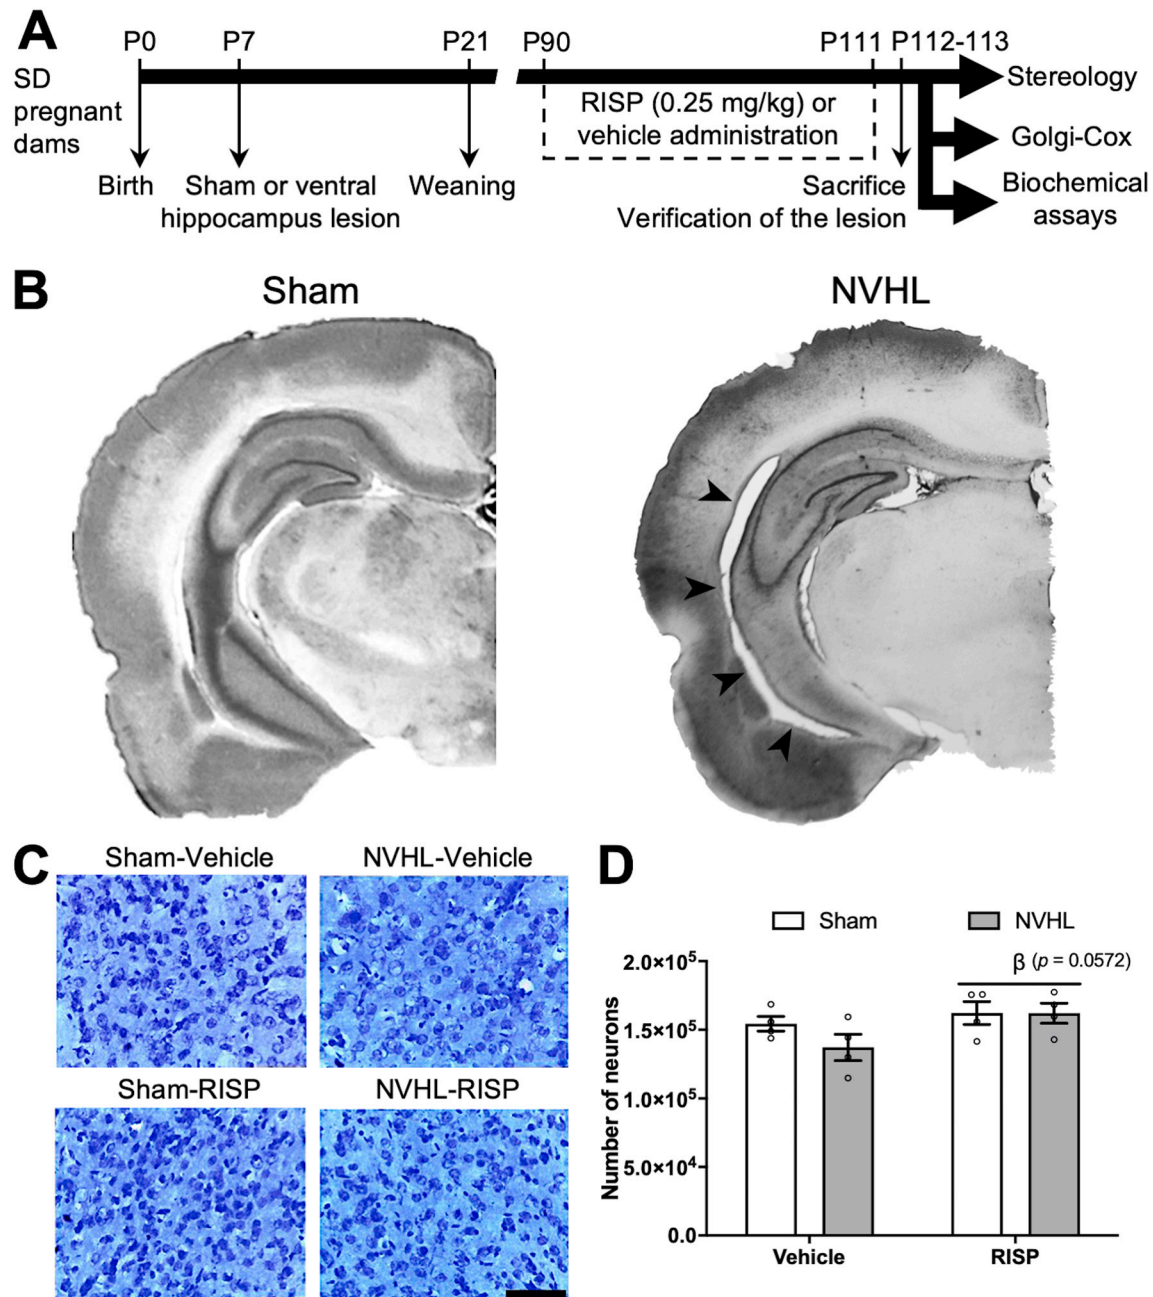 A
P0 P7 P21 P90 P111 P112-113
SD
pregnant
dams
RISP (0.25 mg/kg) or
vehicle administration
Stereology
Golgi-Cox
Biochemical
assays
Birth
Sham or ventral
hippocampus lesion
Weaning
Sacrifice
Verification of the lesion
B
Sham
NVHL
C
Sham-Vehicle
NVHL-Vehicle
Sham-RISP
NVHL-RISP
D
Sham
NVHL
β (p = 0.0572)
Number of neurons
2.0×10⁵
1.5×10⁵
1.0×10⁵
5.0×10⁴
0.0
Vehicle
RISP